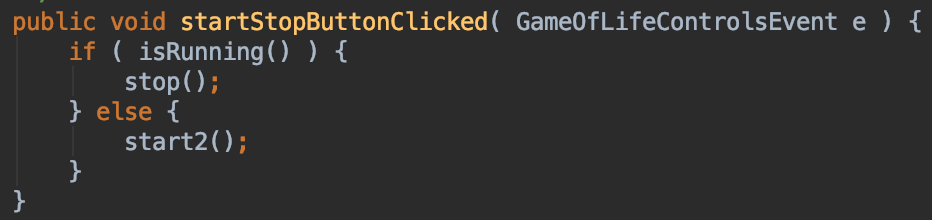 public void startStopButtonClicked( GameOfLifeControlsEvent e ) {
    if ( isRunning() ) {
        stop();
    } else {
        start2();
    }
}